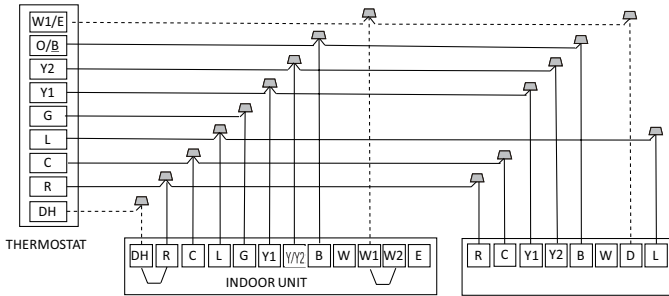 W1/E
O/B
Y2
Y1
G
L
C
R
DH
THERMOSTAT
DH R C L G Y1 Y/Y2 B W W1 W2 E
INDOOR UNIT
R C Y1 Y2 B W D L